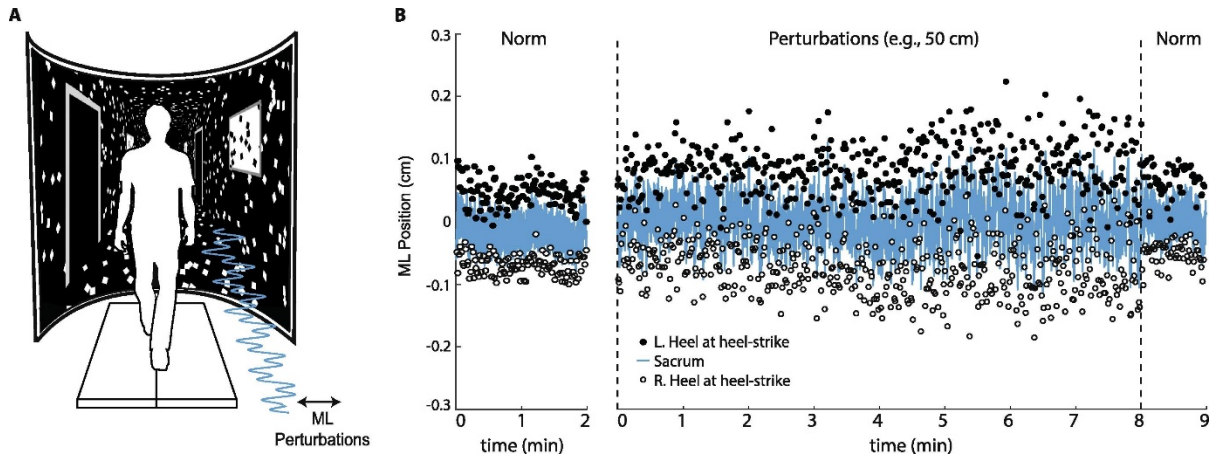 A
ML
Perturbations
B
Norm
Perturbations (e.g., 50 cm)
Norm
ML Position (cm)
0.3
0.2
0.1
0
-0.1
-0.2
-0.3
L. Heel at heel-strike
Sacrum
R. Heel at heel-strike
0 1 2
0 1 2 3 4 5 6 7 8 9
time (min)
time (min)